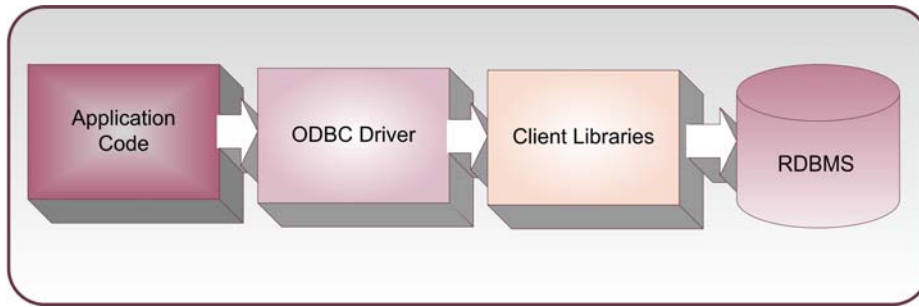 Application
Code
ODBC Driver
Client Libraries
RDBMS